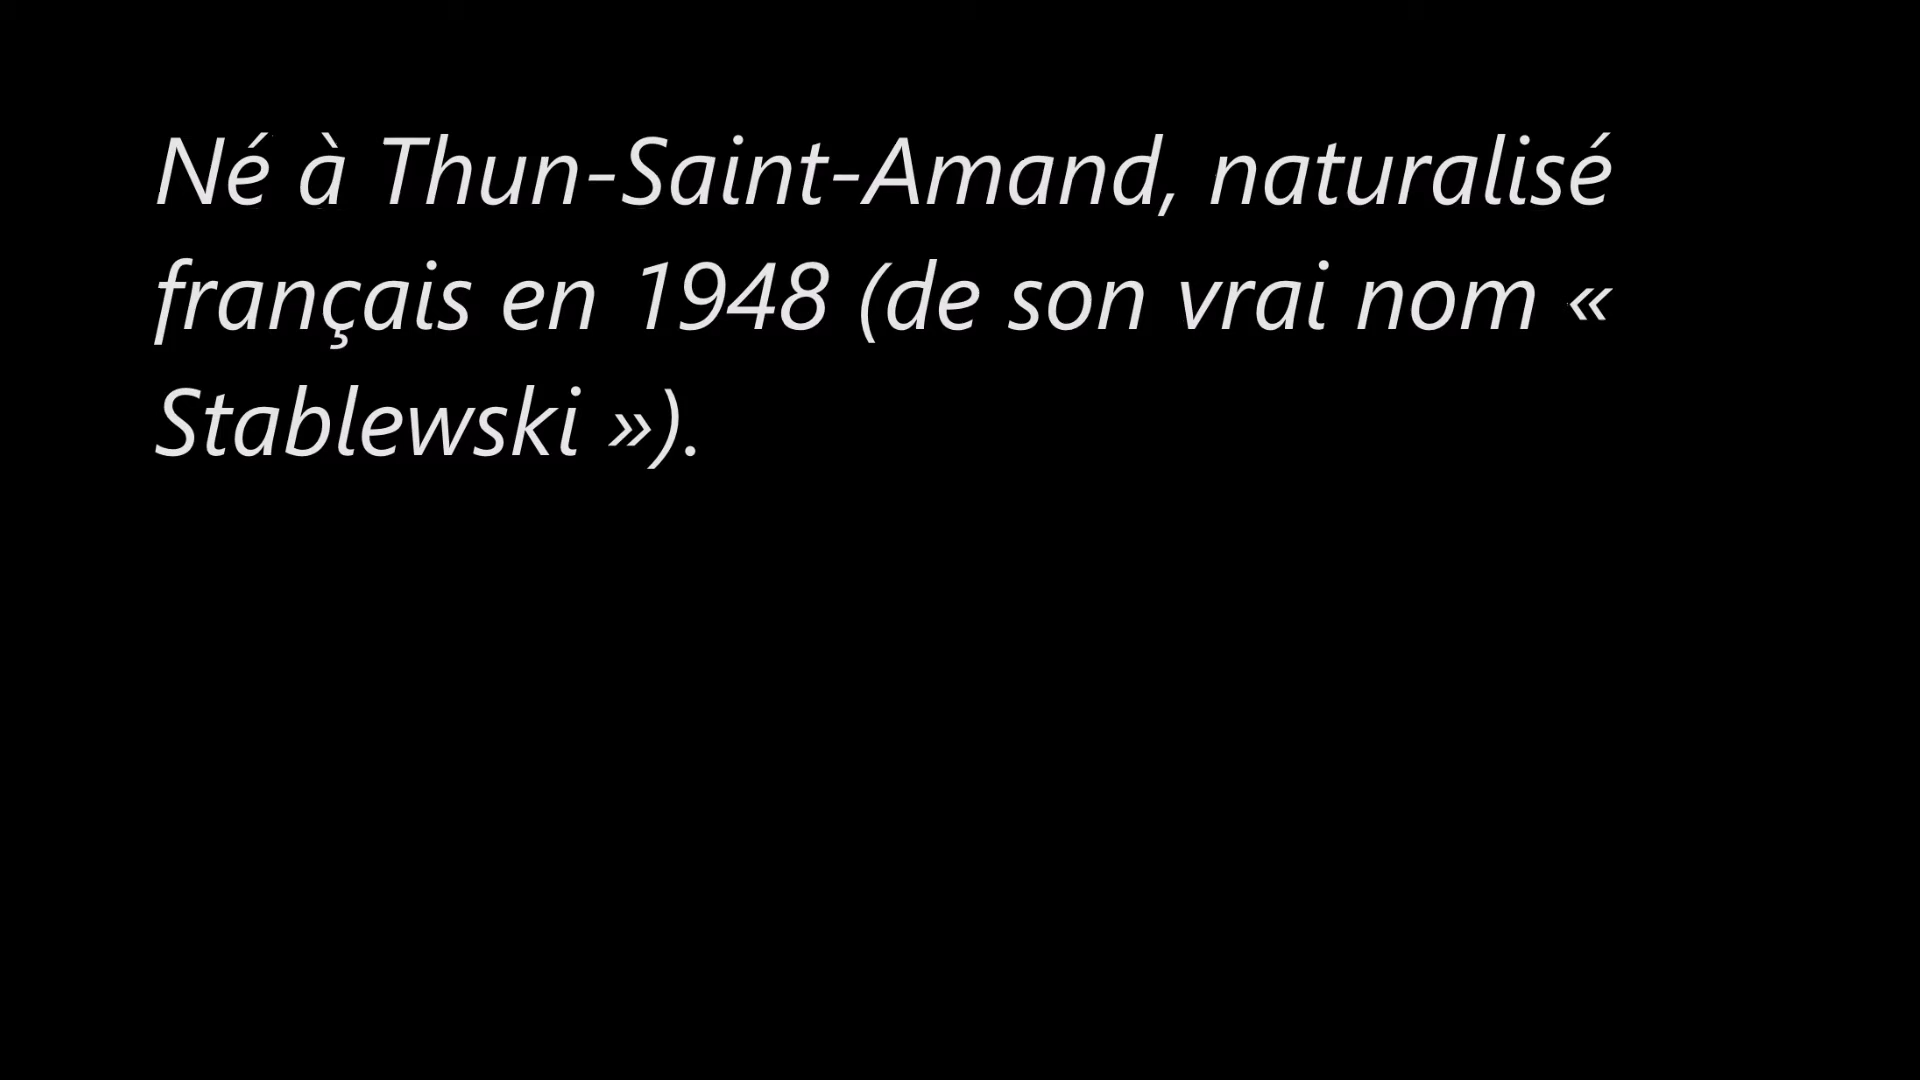 Né à Thun-Saint-Amand, naturalisé
français en 1948 (de son vrai nom «
Stablewski »).